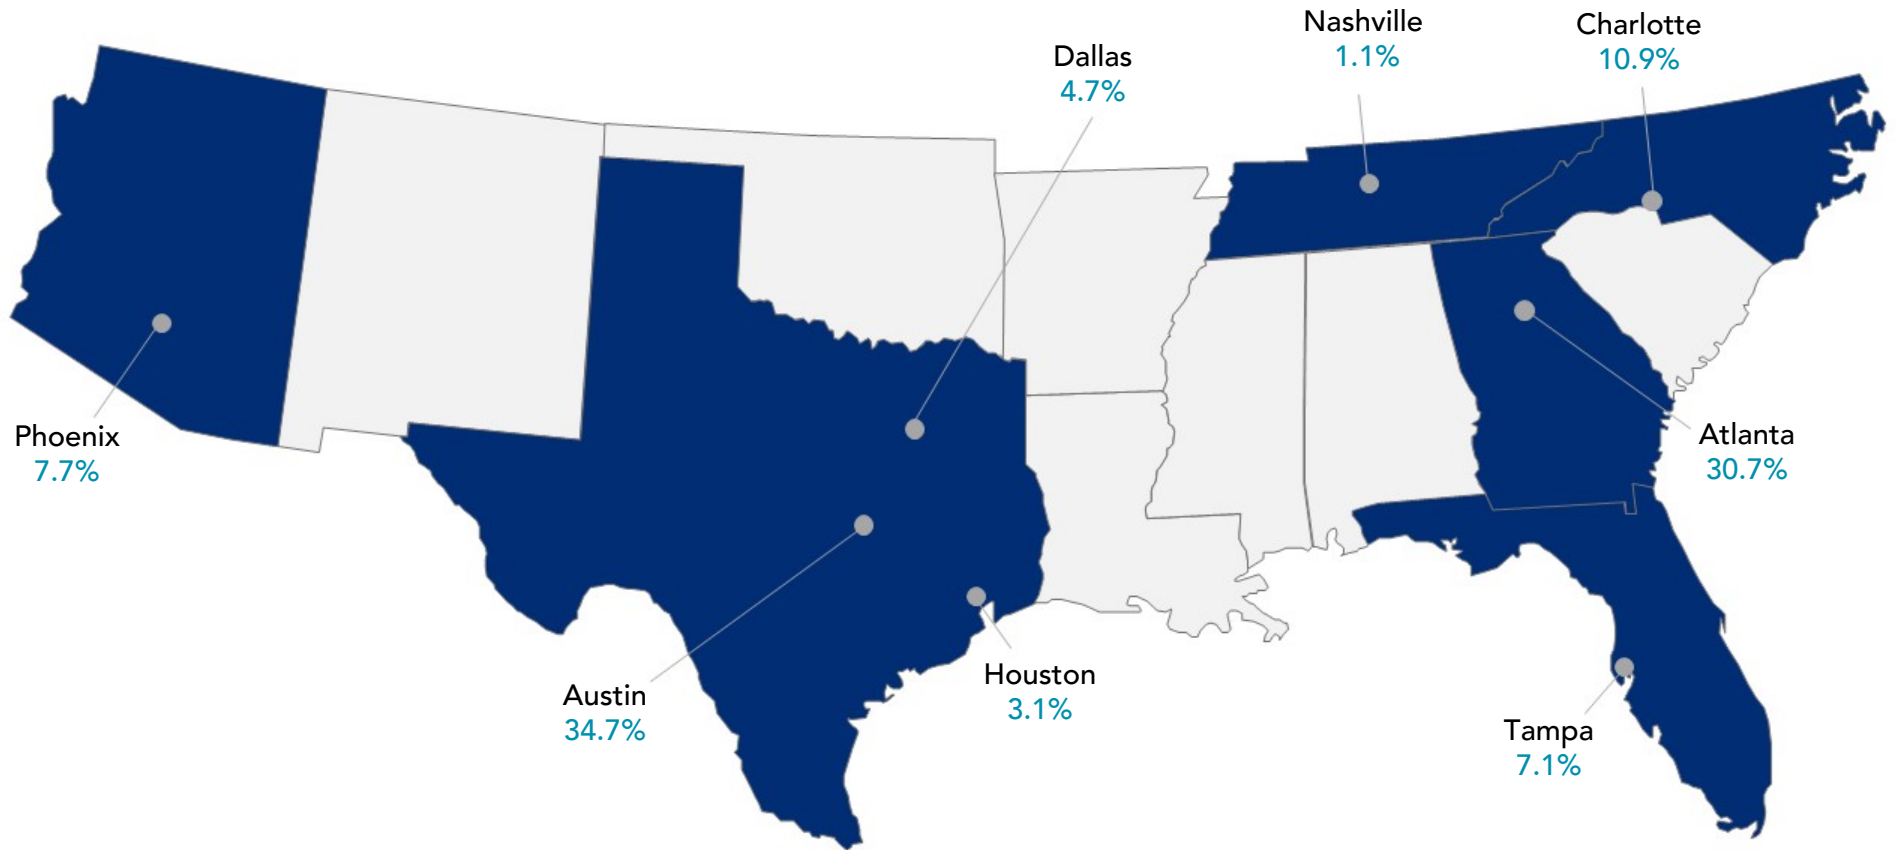 Nashville
1.1%
Charlotte
10.9%
Dallas
4.7%
Phoenix
7.7%
Atlanta
30.7%
Austin
34.7%
Houston
3.1%
Tampa
7.1%